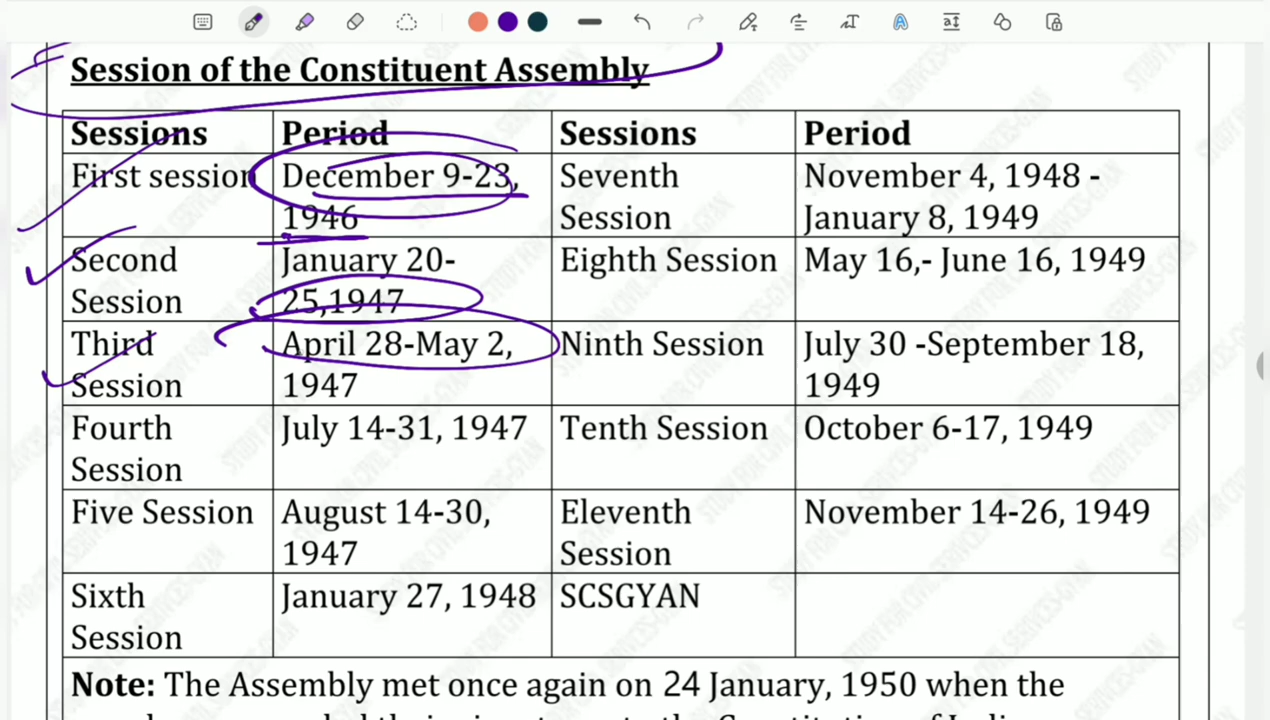 Session of the Constituent Assembly
Sessions Period Sessions Period
First session December 9-23, Seventh November 4, 1948 -
1946 Session January 8, 1949
Second January 20- Eighth Session May 16,- June 16, 1949
Session 25,1947
Third April 28-May 2, Ninth Session July 30 -September 18,
Session 1947 1949
Fourth July 14-31, 1947 Tenth Session October 6-17, 1949
Session
Five Session August 14-30, Eleventh November 14-26, 1949
1947 Session
Sixth January 27, 1948 SCSGYAN
Session
Note: The Assembly met once again on 24 January, 1950 when the